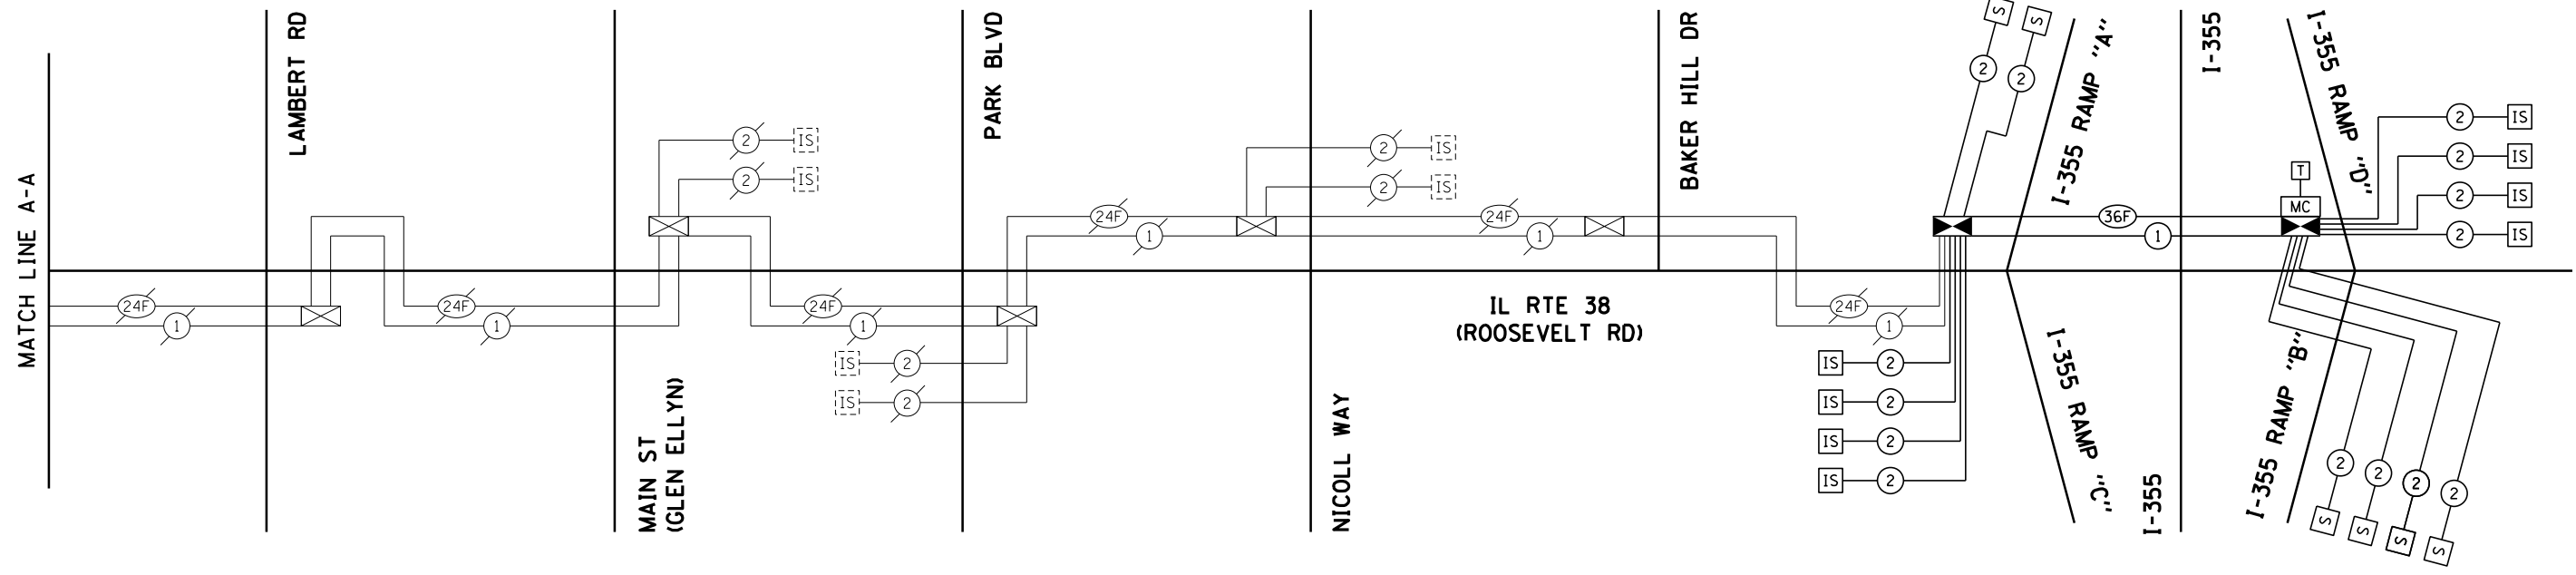 MATCH LINE A-A
LAMBERT RD
MAIN ST
(GLEN ELLYN)
PARK BLVD
NICOLL WAY
BAKER HILL DR
IL RTE 38
(ROOSEVELT RD)
I-355 RAMP "A"
I-355 RAMP "C"
I-355
I-355
I-355 RAMP "D"
I-355 RAMP "B"
24F
1
24F
1
2 IS
2 IS
24F
1
IS 2
IS 2
24F
1
2 IS
2 IS
24F
1
24F
1
IS 2
IS 2
IS 2
IS 2
S
S
2
2
36F
1
T
MC
2 IS
2 IS
2 IS
2 IS
2
2
2
2
S
S
S
S